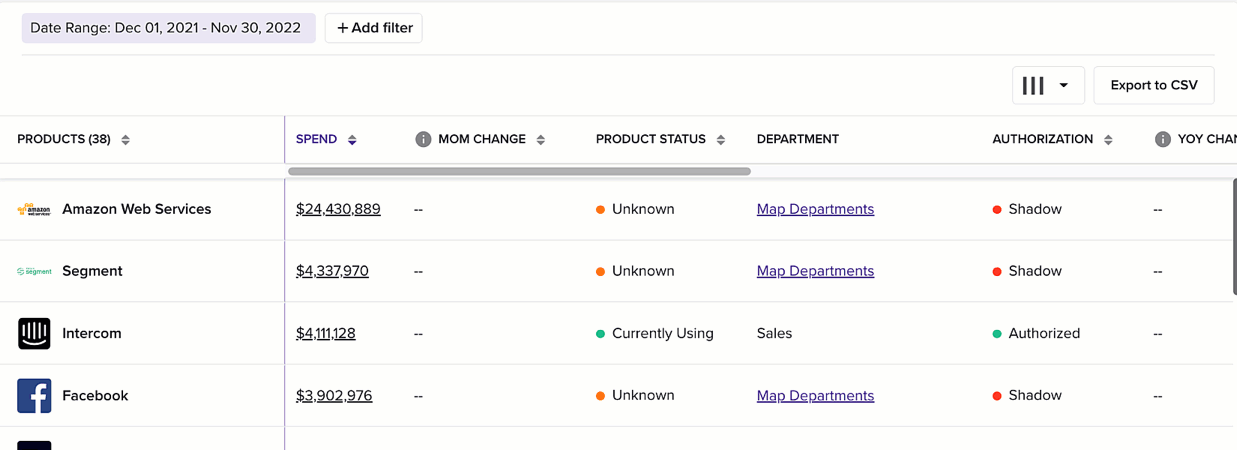 Date Range: Dec 01, 2021 - Nov 30, 2022 + Add filter
Export to CSV
PRODUCTS (38) SPEND i MOM CHANGE PRODUCT STATUS DEPARTMENT AUTHORIZATION i YOY CHAN
amazon web services Amazon Web Services $24,430,889 -- Unknown Map Departments Shadow --
segment Segment $4,337,970 -- Unknown Map Departments Shadow --
Intercom $4,111,128 -- Currently Using Sales Authorized --
f Facebook $3,902,976 -- Unknown Map Departments Shadow --